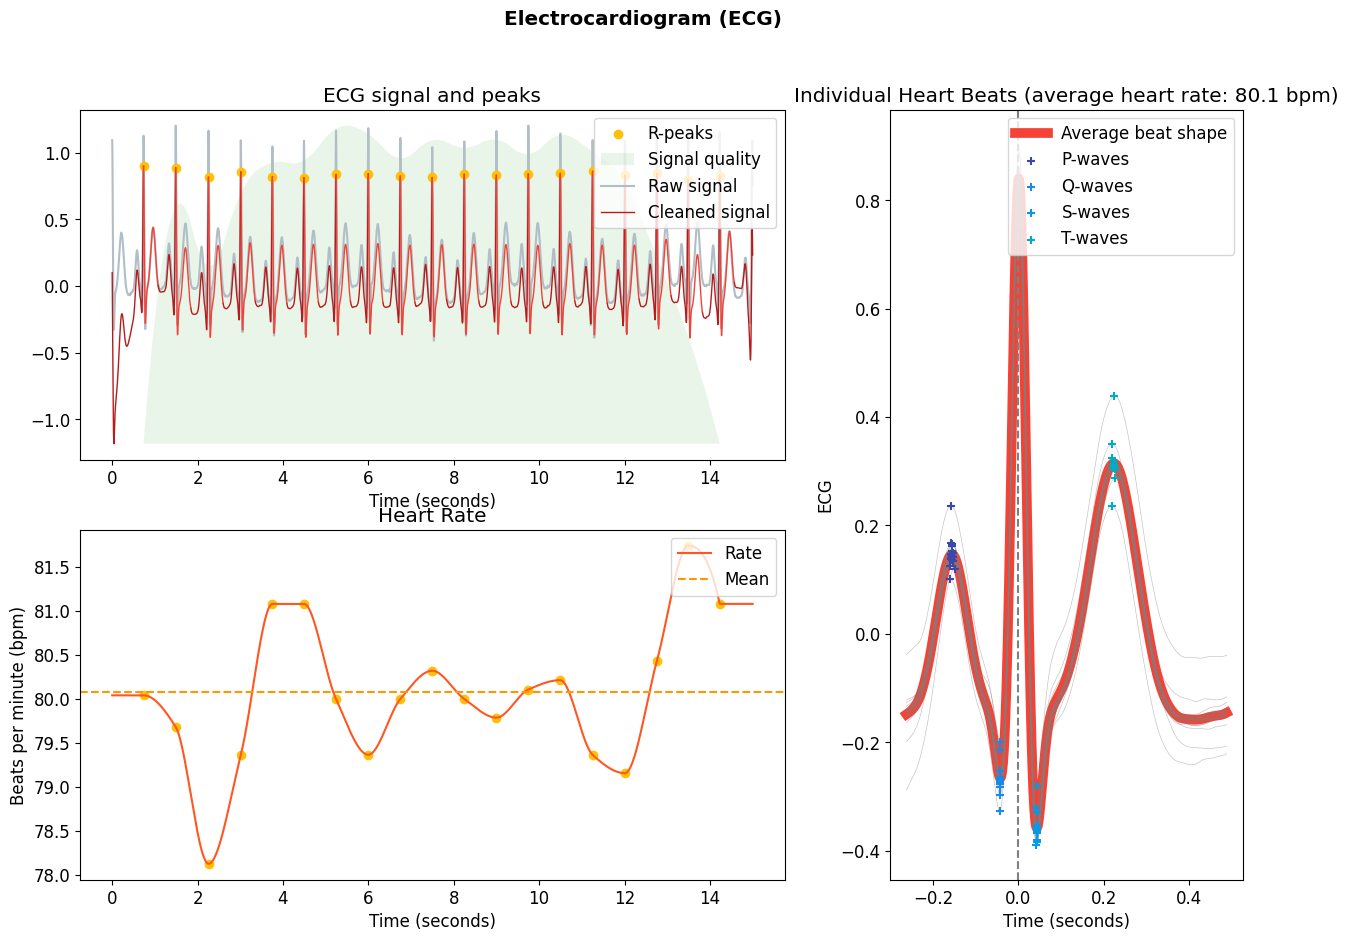 Electrocardiogram (ECG)
ECG signal and peaks
R-peaks
Signal quality
Raw signal
Cleaned signal
1.0
0.5
0.0
−0.5
−1.0
0 2 4 6 8 10 12 14
Time (seconds)
Heart Rate
Rate
Mean
Beats per minute (bpm)
81.5
81.0
80.5
80.0
79.5
79.0
78.5
78.0
0 2 4 6 8 10 12 14
Time (seconds)
Individual Heart Beats (average heart rate: 80.1 bpm)
Average beat shape
P-waves
Q-waves
S-waves
T-waves
ECG
0.8
0.6
0.4
0.2
0.0
−0.2
−0.4
−0.2 0.0 0.2 0.4
Time (seconds)